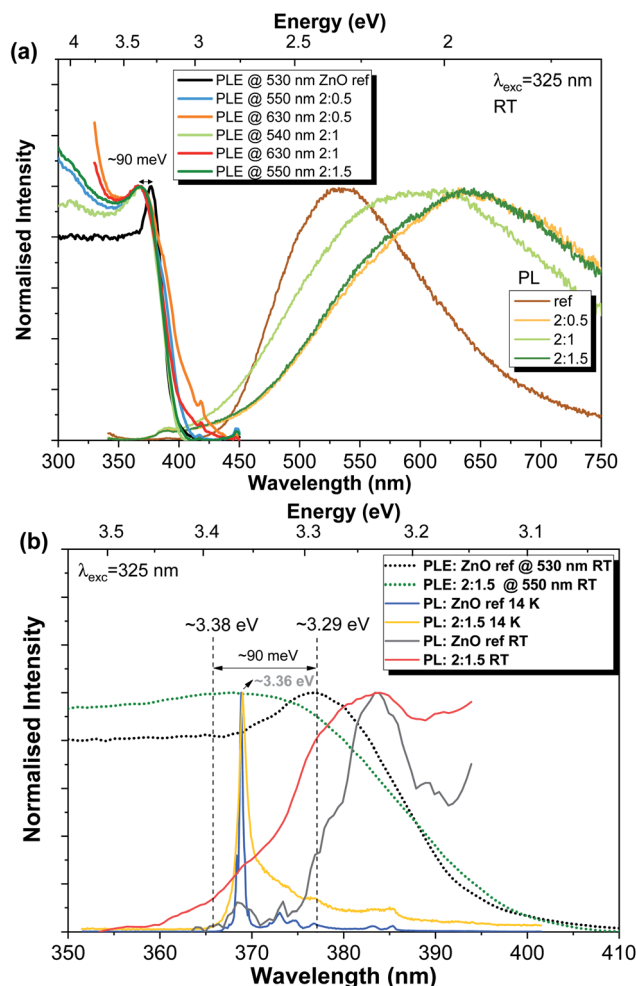 Energy (eV)
4 3.5 3 2.5 2
(a)
λexc=325 nm
RT
PLE @ 530 nm ZnO ref
PLE @ 550 nm 2:0.5
PLE @ 630 nm 2:0.5
PLE @ 540 nm 2:1
PLE @ 630 nm 2:1
PLE @ 550 nm 2:1.5
~90 meV
Normalised Intensity
PL
ref
2:0.5
2:1
2:1.5
300 350 400 450 500 550 600 650 700 750
Wavelength (nm)
Energy (eV)
3.5 3.4 3.3 3.2 3.1
(b)
λexc=325 nm
PLE: ZnO ref @ 530 nm RT
PLE: 2:1.5 @ 550 nm RT
PL: ZnO ref 14 K
PL: 2:1.5 14 K
PL: ZnO ref RT
PL: 2:1.5 RT
~3.38 eV ~3.29 eV
~90 meV
~3.36 eV
Normalised Intensity
350 360 370 380 390 400 410
Wavelength (nm)